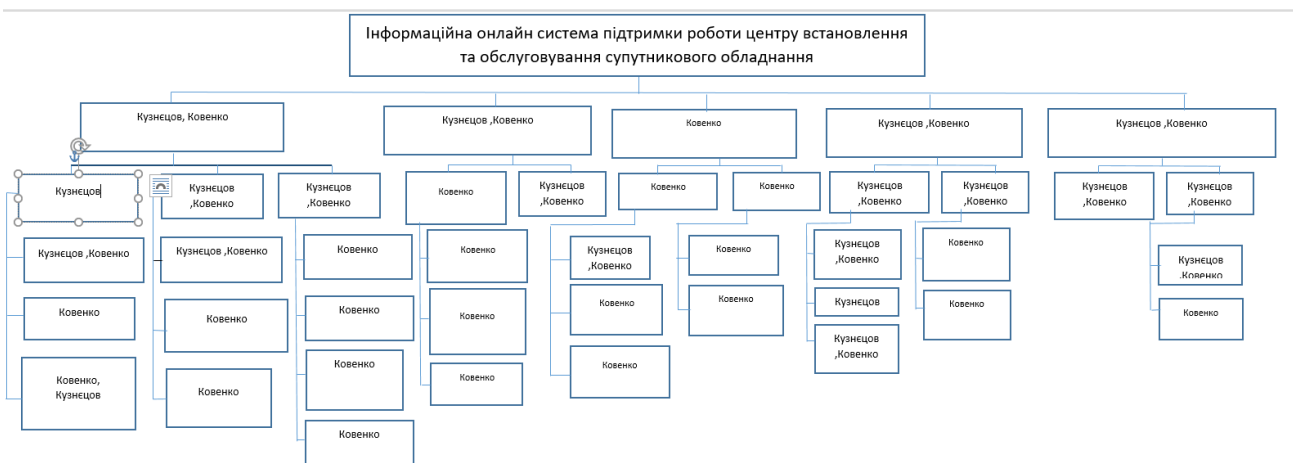 Інформаційна онлайн система підтримки роботи центру встановлення
та обслуговування супутникового обладнання
Кузнєцов, Ковенко
Кузнєцов ,Ковенко
Ковенко
Кузнєцов ,Ковенко
Кузнєцов ,Ковенко
Кузнєцов
Кузнєцов
,Ковенко
Кузнєцов
,Ковенко
Ковенко
Кузнєцов
,Ковенко
Ковенко
Ковенко
Кузнєцов
,Ковенко
Кузнєцов
,Ковенко
Кузнєцов
,Ковенко
Кузнєцов
,Ковенко
Кузнєцов ,Ковенко
Кузнєцов ,Ковенко
Ковенко
Ковенко
Кузнєцов
,Ковенко
Ковенко
Кузнєцов
,Ковенко
Ковенко
Кузнєцов
,Ковенко
Ковенко
Ковенко
Ковенко
Ковенко
Ковенко
Ковенко
Кузнєцов
Ковенко
Ковенко
Ковенко,
Кузнєцов
Ковенко
Ковенко
Ковенко
Ковенко
Кузнєцов
,Ковенко
Ковенко